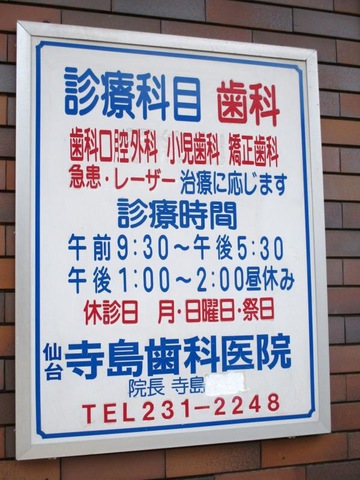 診療科目 歯科
歯科口腔外科 小児歯科 矯正歯科
急患・レーザー 治療に応じます
診療時間
午前9:30～午後5:30
午後1:00～2:00昼休み
休診日 月・日曜日・祭日
仙台 寺島歯科医院
院長 寺島
TEL231-2248